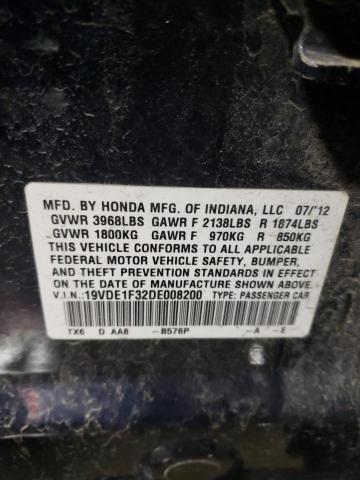 MFD. BY HONDA MFG. OF INDIANA, LLC 07/12
GVWR 3968LBS GAWR F 2138LBS R 1874LBS
GVWR 1800KG GAWR F 970KG R 850KG
THIS VEHICLE CONFORMS TO ALL APPLICABLE
FEDERAL MOTOR VEHICLE SAFETY, BUMPER,
AND THEFT PREVENTION STANDARDS IN EFFECT
ON THE DATE OF MANUFACTURE SHOWN ABOVE.
V.I.N.: 19VDE1F32DE008200 TYPE: PASSENGER CAR
TX6 D AA8 -B578P -A -E